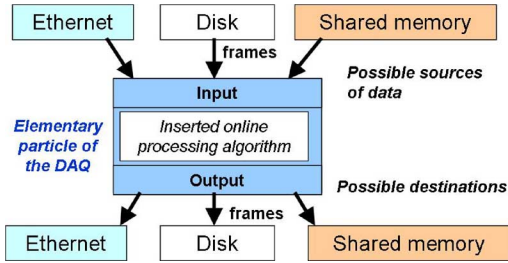 Ethernet
Disk
Shared memory
frames
Possible sources
of data
Input
Elementary
particle of
the DAQ
Inserted online
processing algorithm
Output
Possible destinations
frames
Ethernet
Disk
Shared memory